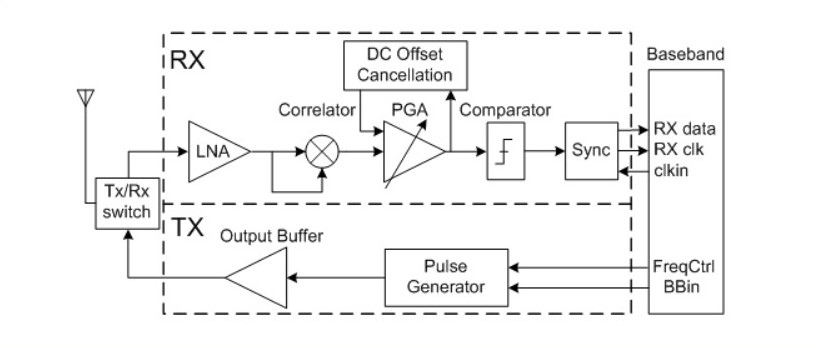 RX
DC Offset
Cancellation
Baseband
Correlator
PGA
Comparator
LNA
Sync
RX data
RX clk
clkin
Tx/Rx
switch
TX
Output Buffer
Pulse
Generator
FreqCtrl
BBin